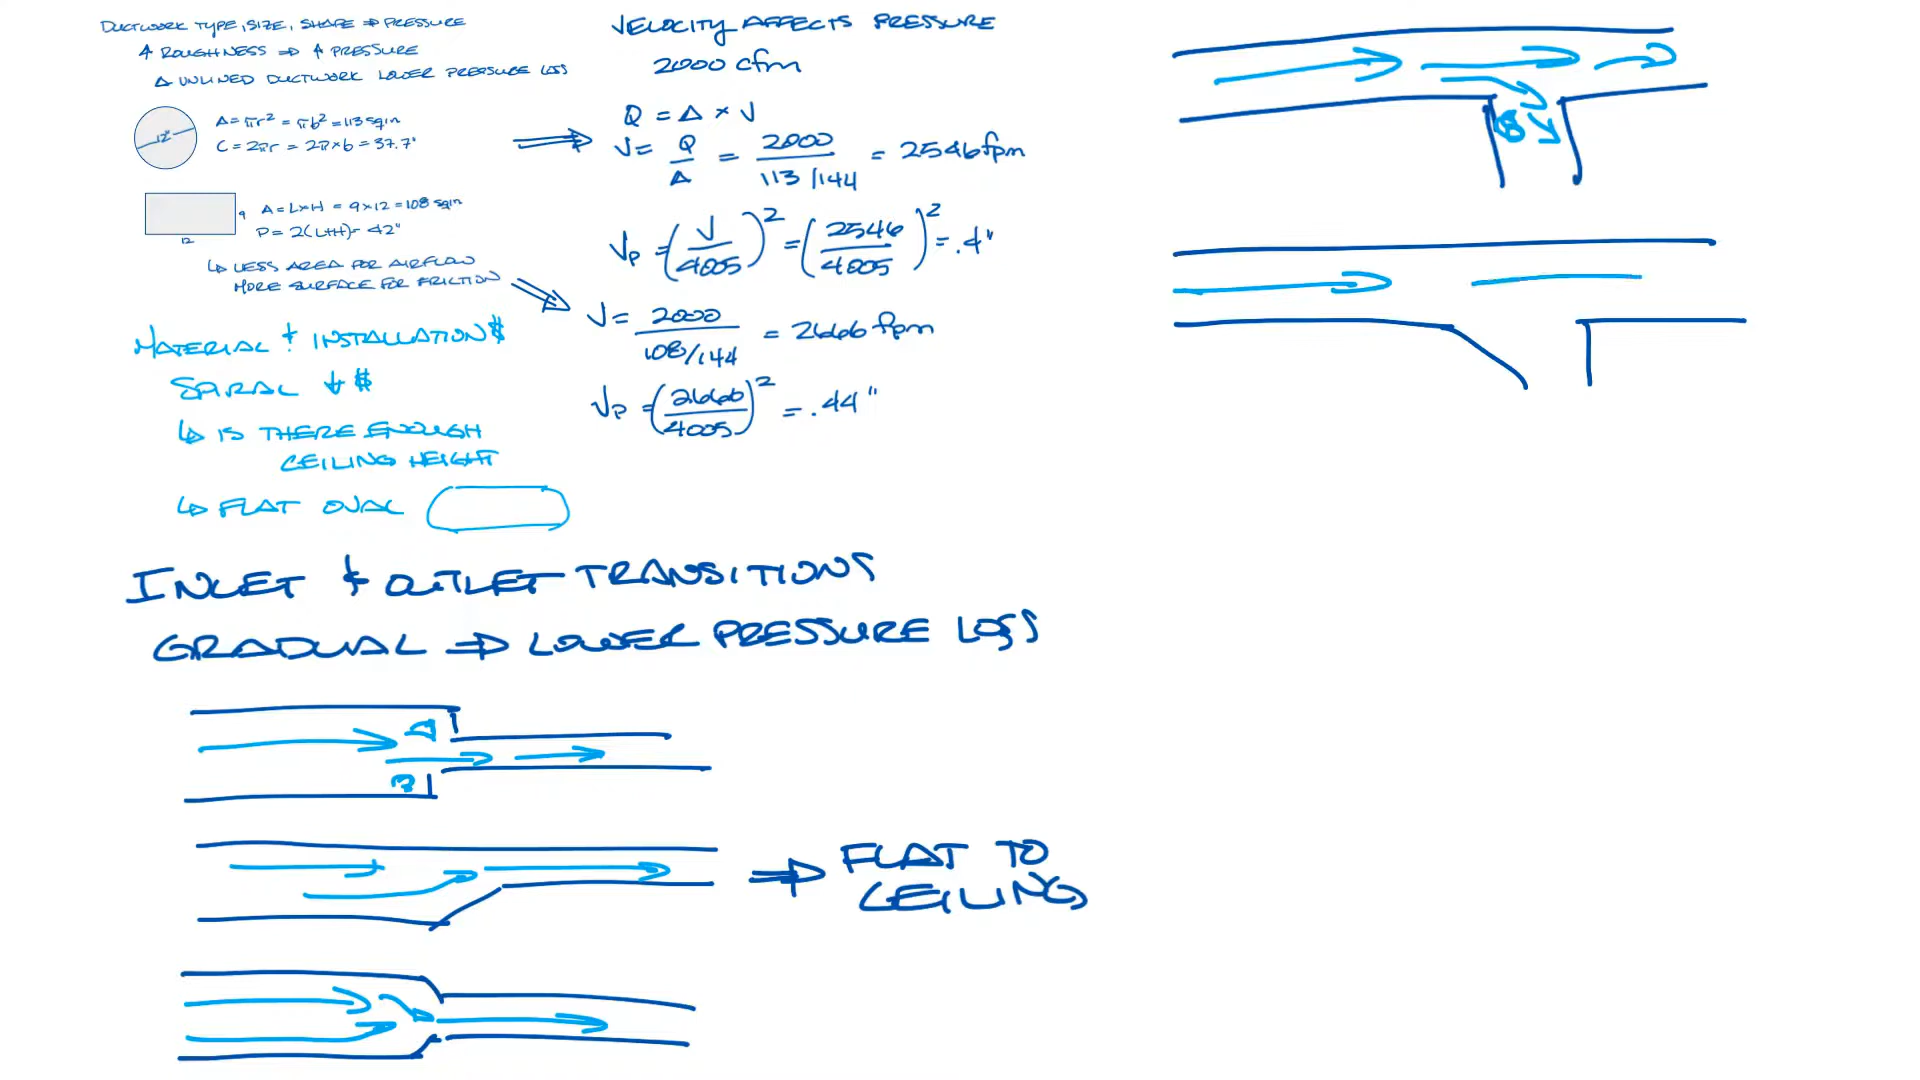 DUCTWORK TYPE, SIZE, SHAPE ⇒ PRESSURE
↑ ROUGHNESS ⇒ ↑ PRESSURE
△ UNLINED DUCTWORK LOWER PRESSURE LOSS
12"
A = πr² = π6² = 113 sqin
C = 2πr = 2π×6 = 37.7"
9
12
A = L×H = 9×12 = 108 sqin
P = 2(L+H) = 42"
↳ LESS AREA FOR AIRFLOW
MORE SURFACE FOR FRICTION
MATERIAL & INSTALLATION $
SPIRAL ↓ $
↳ IS THERE ENOUGH
CEILING HEIGHT
↳ FLAT OVAL
VELOCITY AFFECTS PRESSURE
2000 cfm
Q = A × V
V = Q/A = 2000/(113/144) = 2546 fpm
Vp = (V/4005)² = (2546/4005)² = .4"
V = 2000/(108/144) = 2666 fpm
Vp = (2666/4005)² = .44"
INLET & OUTLET TRANSITIONS
GRADUAL ⇒ LOWER PRESSURE LOSS
⇒ FLAT TO
CEILING